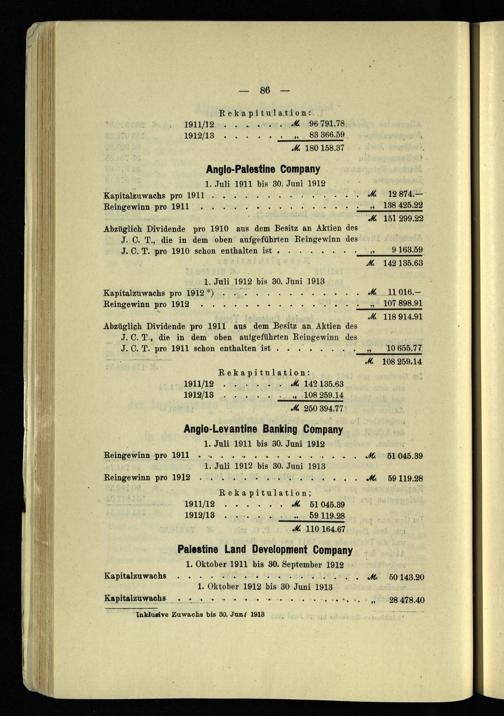 — 86 —
Rekapitulation:
1911/12 . . . . . . M. 96 791.78
1912/13 . . . . . . „ 83 366.59
M. 180 158.37
Anglo-Palestine Company
1. Juli 1911 bis 30. Juni 1912
Kapitalzuwachs pro 1911 . . . . . . . . . . . . . M. 12 874.—
Reingewinn pro 1911 . . . . . . . . . . . . . . „ 138 425.22
M. 151 299.22
Abzüglich Dividende pro 1910 aus dem Besitz an Aktien des
J. C. T., die in dem oben aufgeführten Reingewinn des
J. C. T. pro 1910 schon enthalten ist . . . . . . . . „ 9 163.59
M. 142 135.63
1. Juli 1912 bis 30. Juni 1913
Kapitalzuwachs pro 1912 *) . . . . . . . . . . . . M. 11 016.—
Reingewinn pro 1912 . . . . . . . . . . . . . . „ 107 898.91
M. 118 914.91
Abzüglich Dividende pro 1911 aus dem Besitz an Aktien des
J. C. T., die in dem oben aufgeführten Reingewinn des
J. C. T. pro 1911 schon enthalten ist . . . . . . . . „ 10 655.77
M. 108 259.14
Rekapitulation:
1911/12 . . . . . . M. 142 135.63
1912/13 . . . . . . „ 108 259.14
M. 250 394.77
Anglo-Levantine Banking Company
1. Juli 1911 bis 30. Juni 1912
Reingewinn pro 1911 . . . . . . . . . . . . . . M. 51 045.39
1. Juli 1912 bis 30. Juni 1913
Reingewinn pro 1912 . . . . . . . . . . . . . . M. 59 119.28
Rekapitulation:
1911/12 . . . . . . M. 51 045.39
1912/13 . . . . . . „ 59 119.28
M. 110 164.67
Palestine Land Development Company
1. Oktober 1911 bis 30. September 1912
Kapitalzuwachs . . . . . . . . . . . . . . . . M. 50 143.20
1. Oktober 1912 bis 30 Juni 1913
Kapitalzuwachs . . . . . . . . . . . . . . . . „ 28 478.40
Inklusive Zuwachs bis 30. Juni 1913